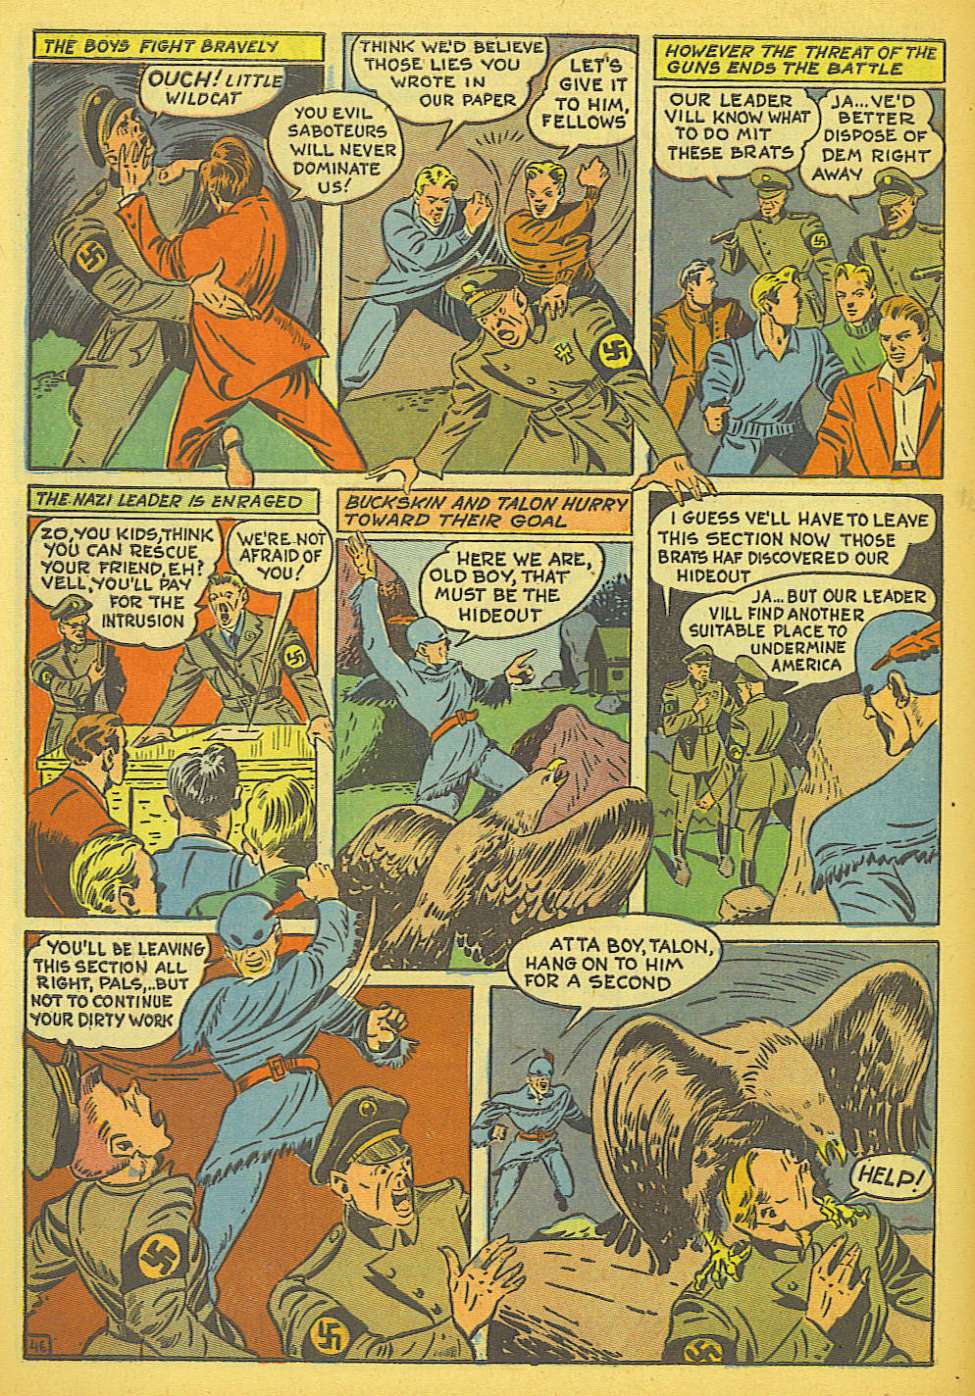 THE BOYS FIGHT BRAVELY
OUCH! LITTLE
WILDCAT
YOU EVIL
SABOTEURS
WILL NEVER
DOMINATE
US!
THINK WE'D BELIEVE
THOSE LIES YOU
WROTE IN
OUR PAPER
LET'S
GIVE IT
TO HIM,
FELLOWS
HOWEVER THE THREAT OF THE
GUNS ENDS THE BATTLE
OUR LEADER
VILL KNOW WHAT
TO DO MIT
THESE BRATS
JA...VE'D
BETTER
DISPOSE OF
DEM RIGHT
AWAY
THE NAZI LEADER IS ENRAGED
ZO, YOU KIDS, THINK
YOU CAN RESCUE
YOUR FRIEND, EH?
VELL, YOU'LL PAY
FOR THE
INTRUSION
WE'RE NOT
AFRAID OF
YOU!
BUCKSKIN AND TALON HURRY
TOWARD THEIR GOAL
HERE WE ARE,
OLD BOY, THAT
MUST BE THE
HIDEOUT
I GUESS VE'LL HAVE TO LEAVE
THIS SECTION NOW THOSE
BRATS HAF DISCOVERED OUR
HIDEOUT
JA...BUT OUR LEADER
VILL FIND ANOTHER
SUITABLE PLACE TO
UNDERMINE
AMERICA
YOU'LL BE LEAVING
THIS SECTION ALL
RIGHT, PALS,..BUT
NOT TO CONTINUE
YOUR DIRTY WORK
ATTA BOY, TALON,
HANG ON TO HIM
FOR A SECOND
HELP!
46